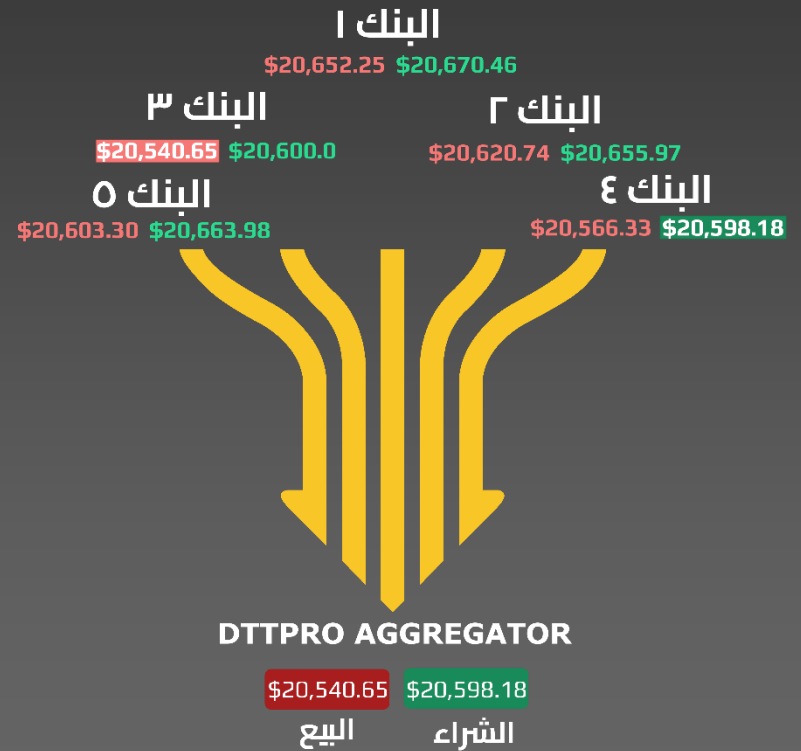 البنك ١
$20,652.25 $20,670.46
البنك ٢
$20,620.74 $20,655.97
البنك ٣
$20,540.65 $20,600.0
البنك ٤
$20,566.33 $20,598.18
البنك ٥
$20,603.30 $20,663.98
DTTPRO AGGREGATOR
$20,540.65 $20,598.18
البيع الشراء